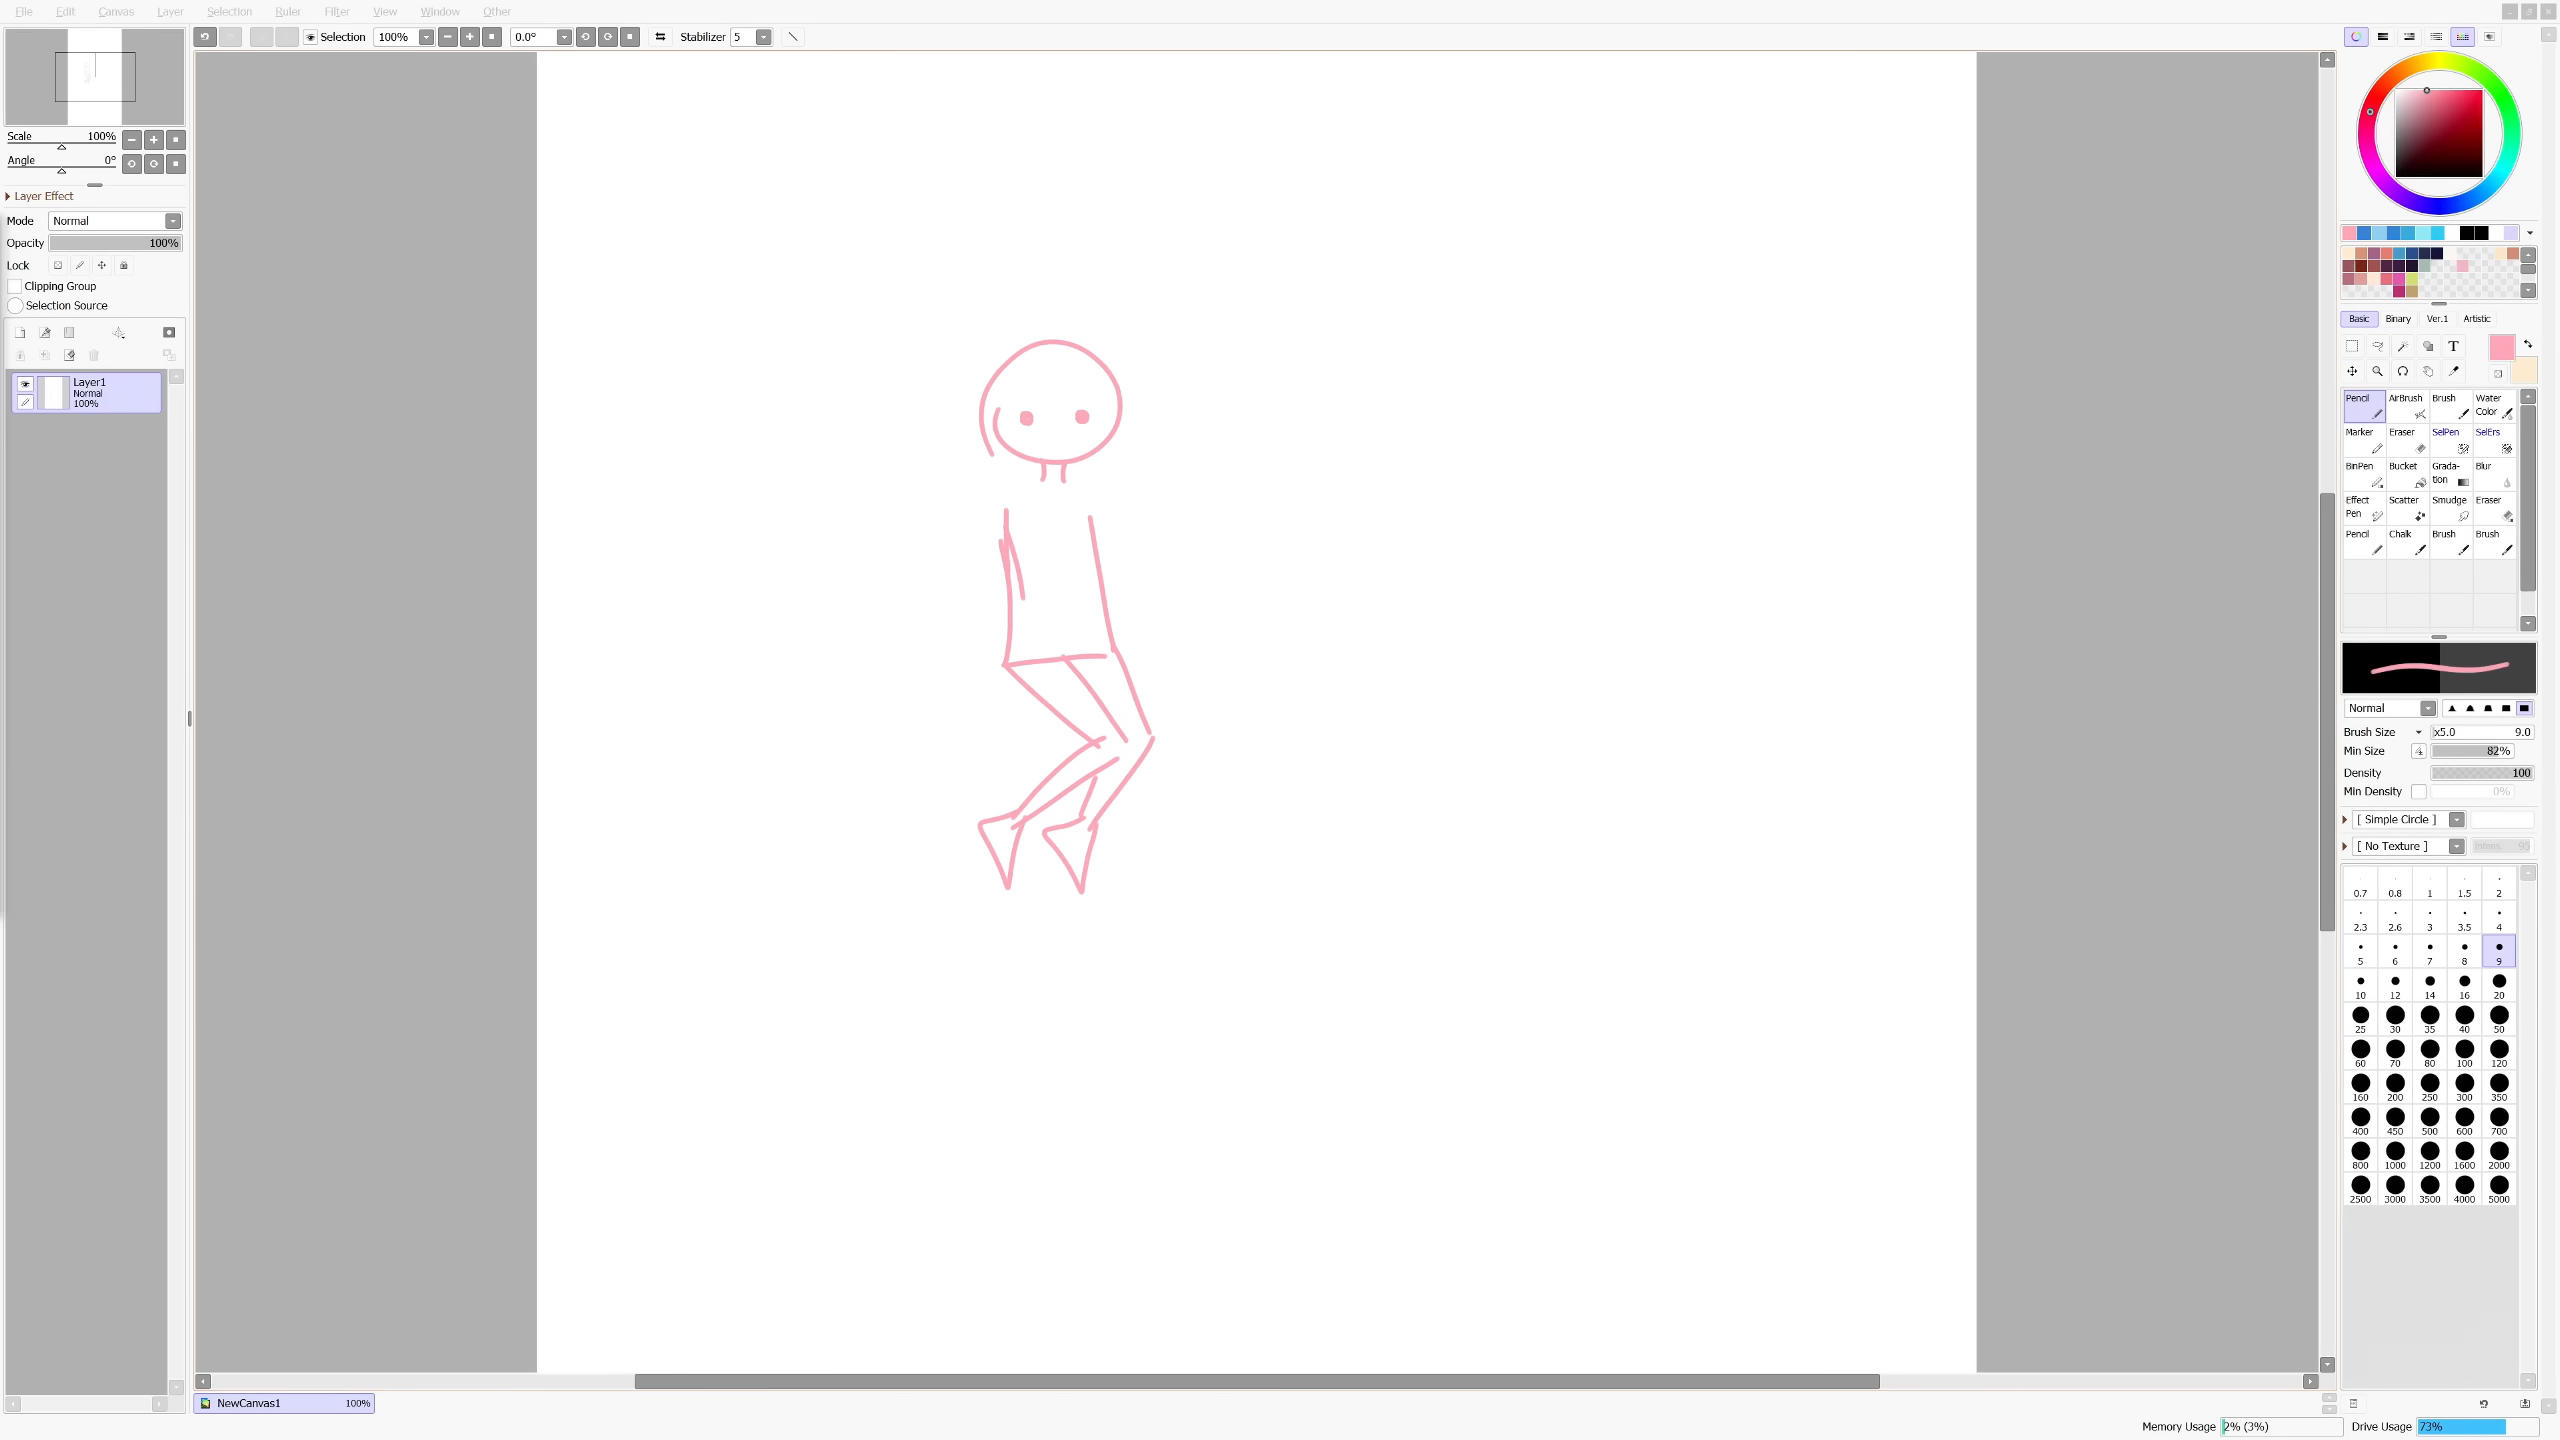 File Edit Canvas Layer Selection Ruler Filter View Window Other
Selection 100% 0.0° Stabilizer 5
Scale 100%
Angle 0°
Layer Effect
Mode Normal
Opacity 100%
Lock
Clipping Group
Selection Source
Layer1
Normal
100%
Basic Binary Ver.1 Artistic
T
Pencil AirBrush Brush Water Color
Marker Eraser SelPen SelErs
BinPen Bucket Grada-tion Blur
Effect Pen Scatter Smudge Eraser
Pencil Chalk Brush Brush
Normal
Brush Size x5.0 9.0
Min Size 82%
Density 100
Min Density 0%
[ Simple Circle ]
[ No Texture ] Intens. 95
0.7 0.8 1 1.5 2
2.3 2.6 3 3.5 4
5 6 7 8 9
10 12 14 16 20
25 30 35 40 50
60 70 80 100 120
160 200 250 300 350
400 450 500 600 700
800 1000 1200 1600 2000
2500 3000 3500 4000 5000
NewCanvas1 100%
Memory Usage 2% (3%) Drive Usage 73%